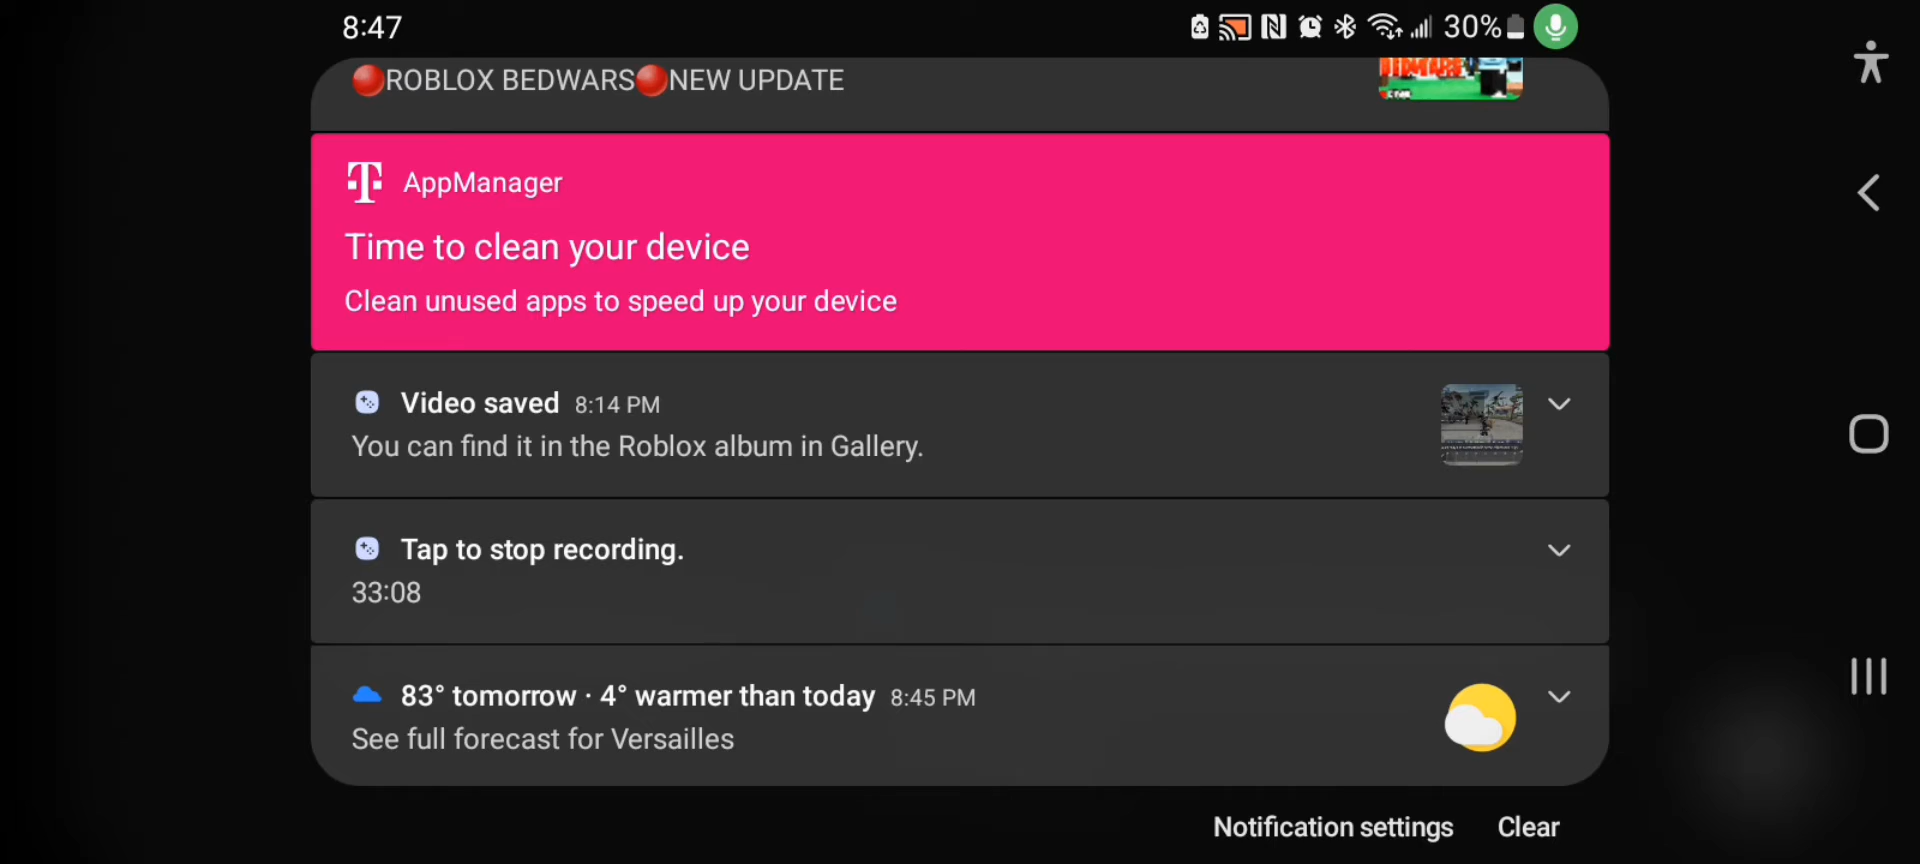 8:47
30%
ROBLOX BEDWARS NEW UPDATE
T AppManager
Time to clean your device
Clean unused apps to speed up your device
Video saved 8:14 PM
You can find it in the Roblox album in Gallery.
Tap to stop recording.
33:08
83° tomorrow · 4° warmer than today 8:45 PM
See full forecast for Versailles
Notification settings
Clear